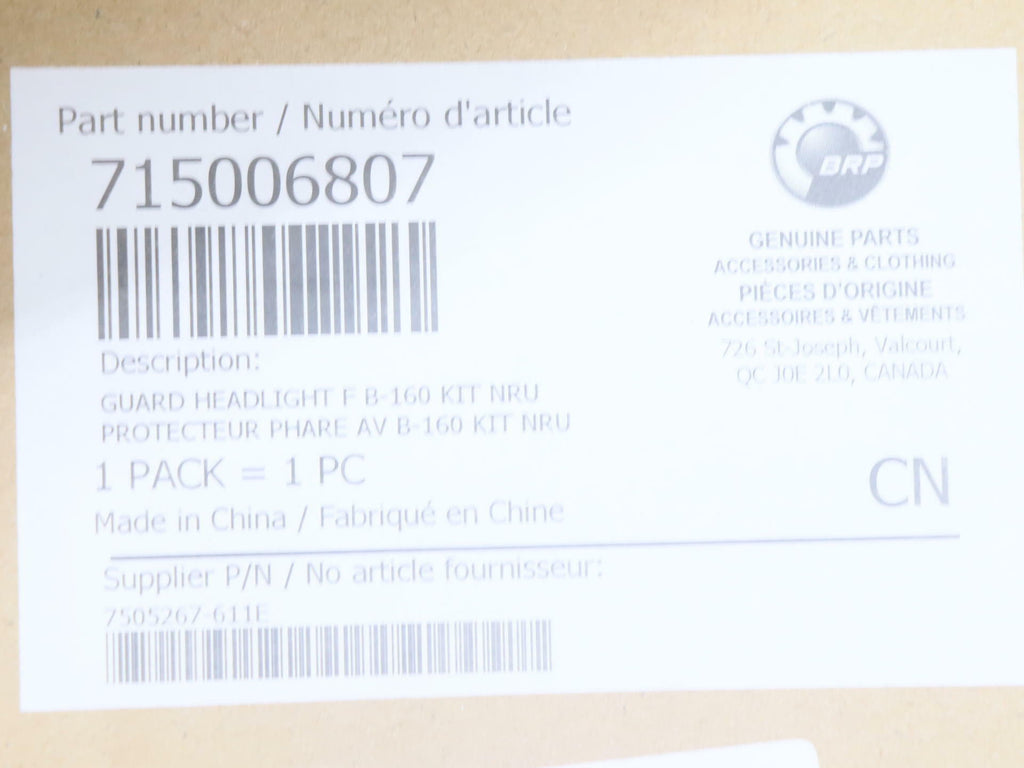 Part number / Numéro d'article
715006807
Description:
GUARD HEADLIGHT F B-160 KIT NRU
PROTECTEUR PHARE AV B-160 KIT NRU
1 PACK = 1 PC
Made in China / Fabriqué en Chine
Supplier P/N / No article fournisseur:
7505267-611E
BRP
GENUINE PARTS
ACCESSORIES & CLOTHING
PIÈCES D'ORIGINE
ACCESSOIRES & VÊTEMENTS
726 St-Joseph, Valcourt,
QC J0E 2L0, CANADA
CN